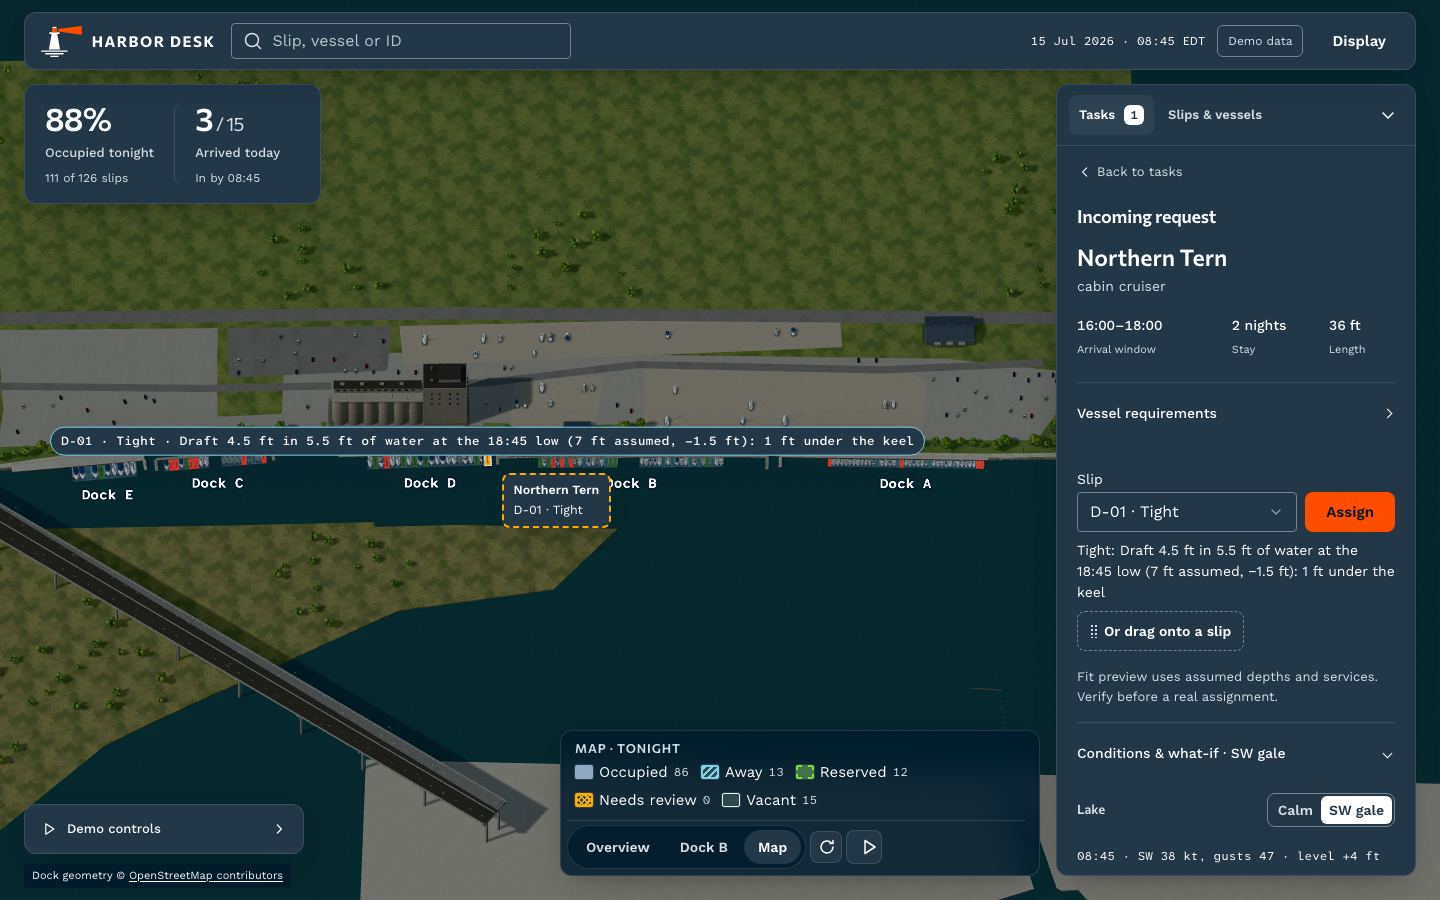 HARBOR DESK
Slip, vessel or ID
15 Jul 2026 · 08:45 EDT
Demo data
Display
88%
Occupied tonight
111 of 126 slips
3 / 15
Arrived today
In by 08:45
Tasks 1
Slips & vessels
Back to tasks
Incoming request
Northern Tern
cabin cruiser
16:00–18:00
Arrival window
2 nights
Stay
36 ft
Length
Vessel requirements
Slip
D-01 · Tight
Assign
Tight: Draft 4.5 ft in 5.5 ft of water at the
18:45 low (7 ft assumed, −1.5 ft): 1 ft under the
keel
Or drag onto a slip
Fit preview uses assumed depths and services.
Verify before a real assignment.
Conditions & what-if · SW gale
Lake
Calm
SW gale
08:45 · SW 38 kt, gusts 47 · level +4 ft
D-01 · Tight · Draft 4.5 ft in 5.5 ft of water at the 18:45 low (7 ft assumed, −1.5 ft): 1 ft under the keel
Dock E
Dock C
Dock D
Northern Tern
D-01 · Tight
Dock B
Dock A
MAP · TONIGHT
Occupied 86
Away 13
Reserved 12
Needs review 0
Vacant 15
Overview
Dock B
Map
Demo controls
Dock geometry © OpenStreetMap contributors